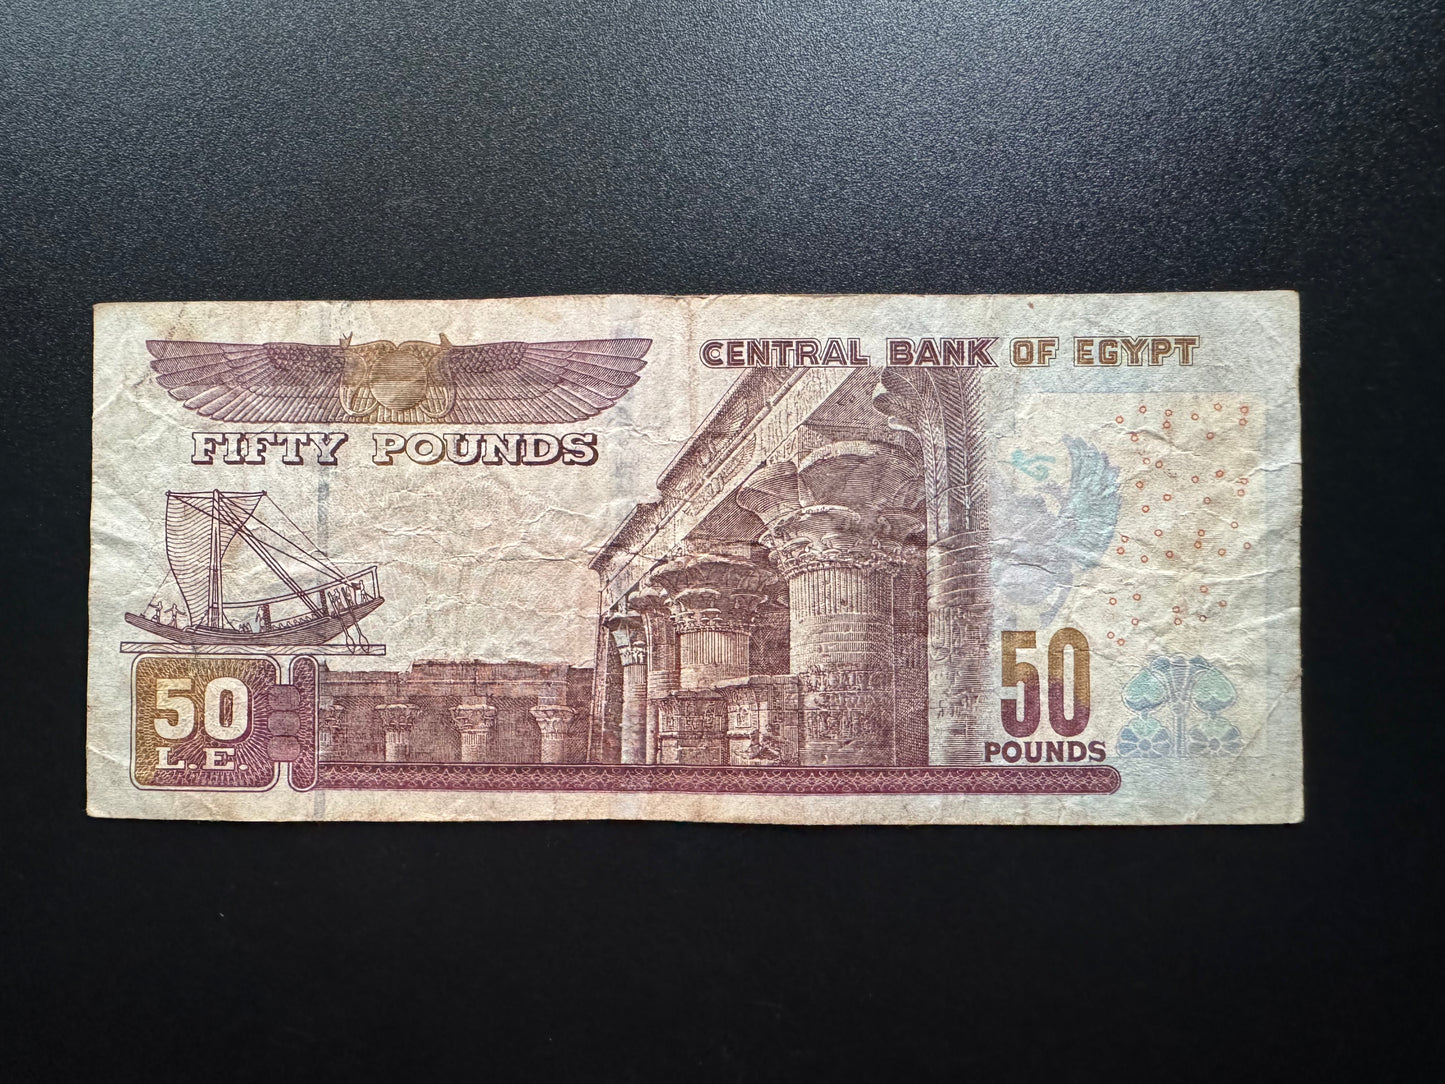 CENTRAL BANK OF EGYPT
FIFTY POUNDS
50
L.E.
50
POUNDS